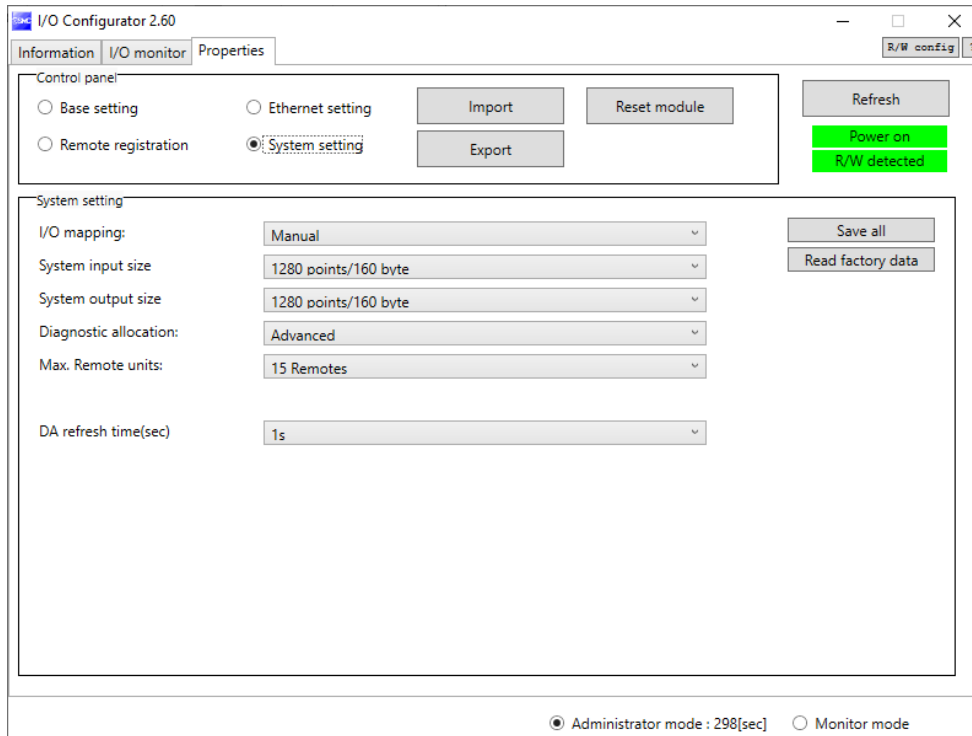 I/O Configurator 2.60
Information I/O monitor Properties
R/W config
Control panel
Base setting Ethernet setting Import Reset module Refresh
Remote registration System setting Export
Power on
R/W detected
System setting
I/O mapping: Manual Save all
System input size 1280 points/160 byte Read factory data
System output size 1280 points/160 byte
Diagnostic allocation: Advanced
Max. Remote units: 15 Remotes
DA refresh time(sec) 1s
Administrator mode : 298[sec] Monitor mode